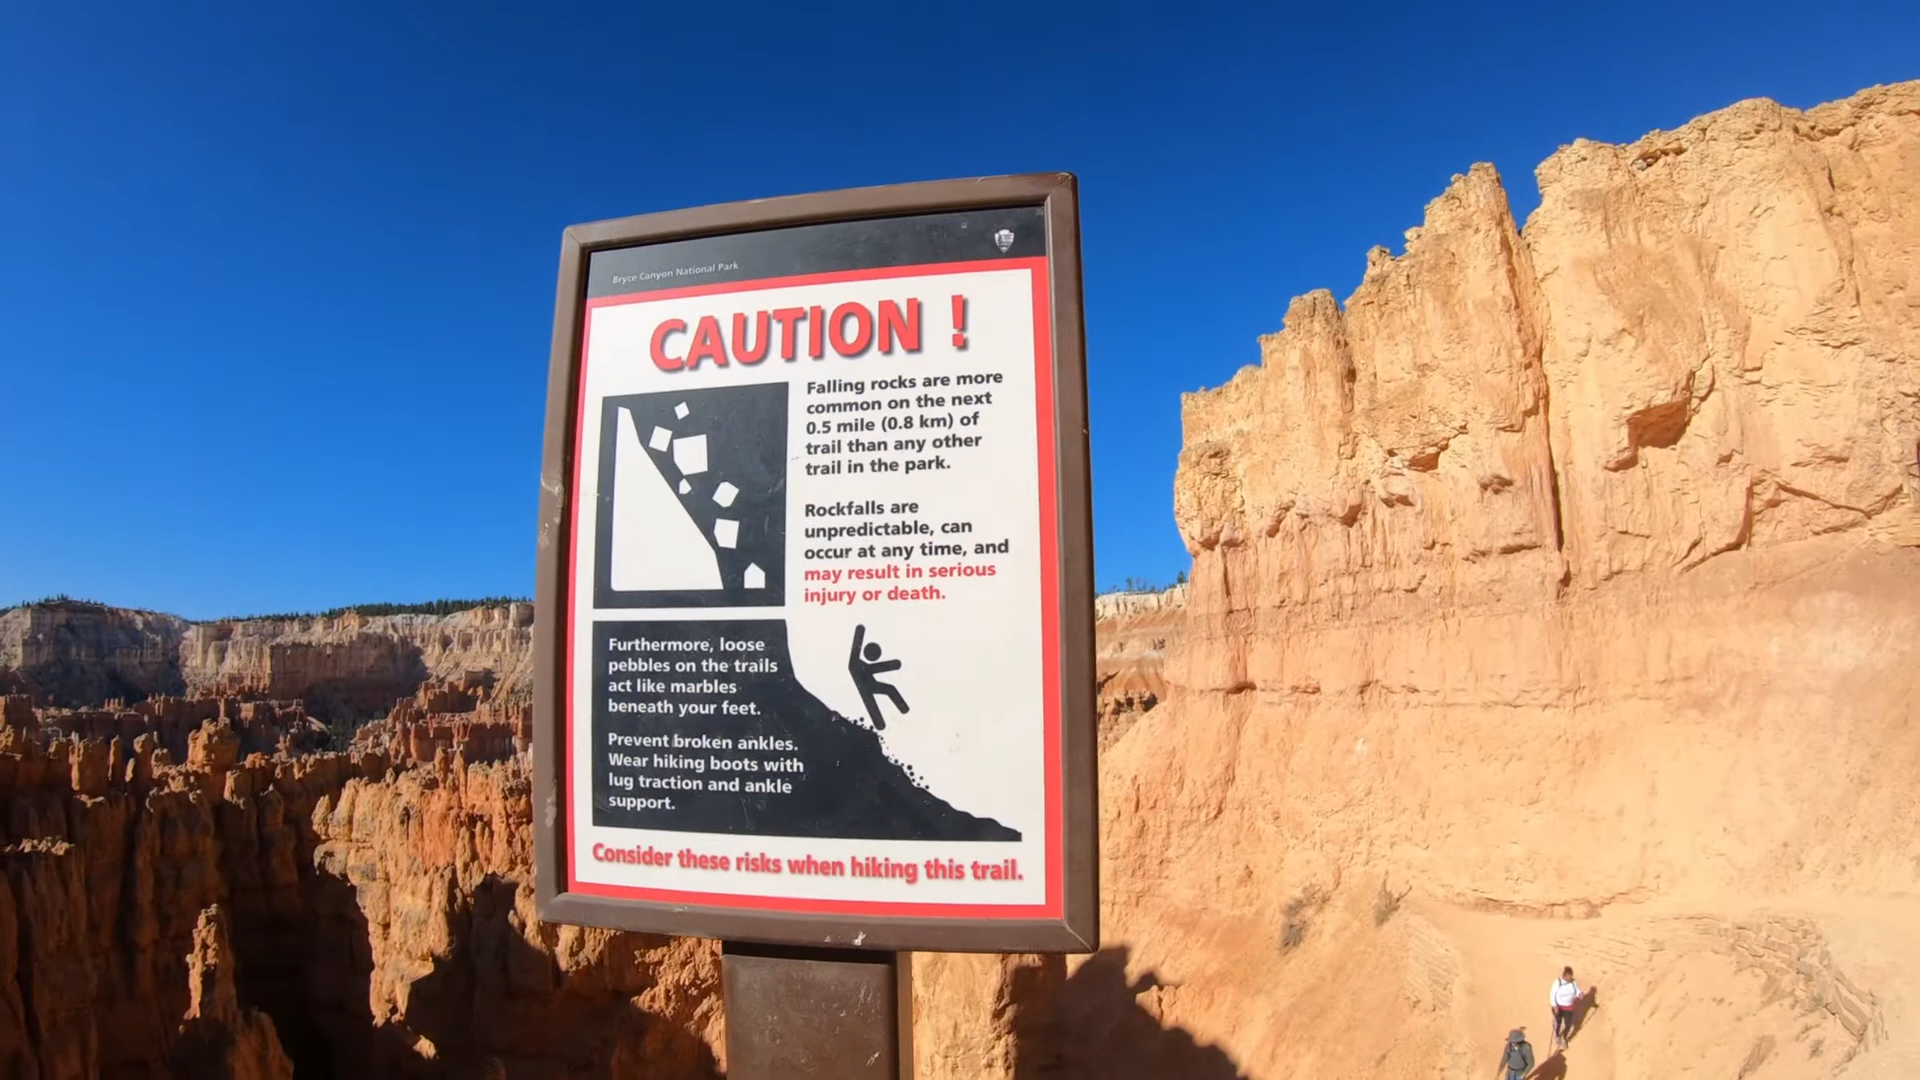 Bryce Canyon National Park
CAUTION !
Falling rocks are more
common on the next
0.5 mile (0.8 km) of
trail than any other
trail in the park.
Rockfalls are
unpredictable, can
occur at any time, and
may result in serious
injury or death.
Furthermore, loose
pebbles on the trails
act like marbles
beneath your feet.
Prevent broken ankles.
Wear hiking boots with
lug traction and ankle
support.
Consider these risks when hiking this trail.